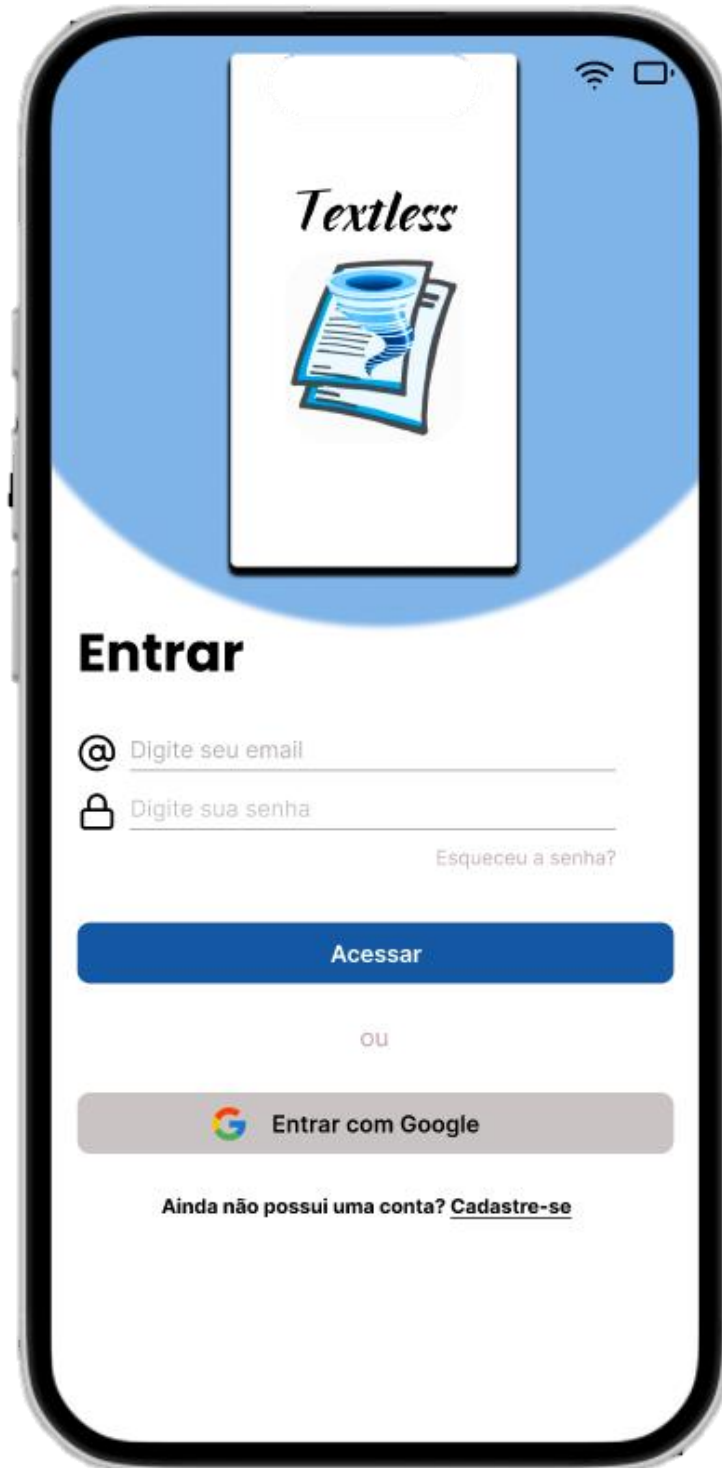 Textless
Entrar
@ Digite seu email
Digite sua senha
Esqueceu a senha?
Acessar
ou
Entrar com Google
Ainda não possui uma conta? Cadastre-se